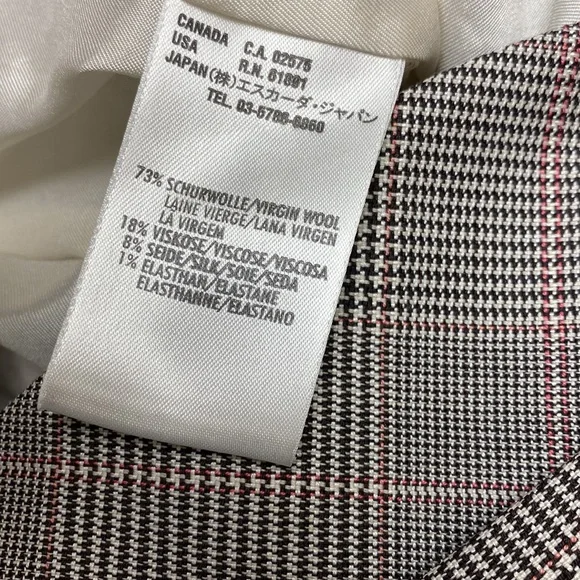 CANADA C.A. 02575
USA R.N. 61891
JAPAN(株)エスカーダ・ジャパン
TEL. 03-5786-6860
73% SCHURWOLLE/VIRGIN WOOL
LAINE VIERGE/LANA VIRGEN
LÃ VIRGEM
18% VISKOSE/VISCOSE/VISCOSA
8% SEIDE/SILK/SOIE/SEDA
1% ELASTHAN/ELASTANE
ELASTHANNE/ELASTANO